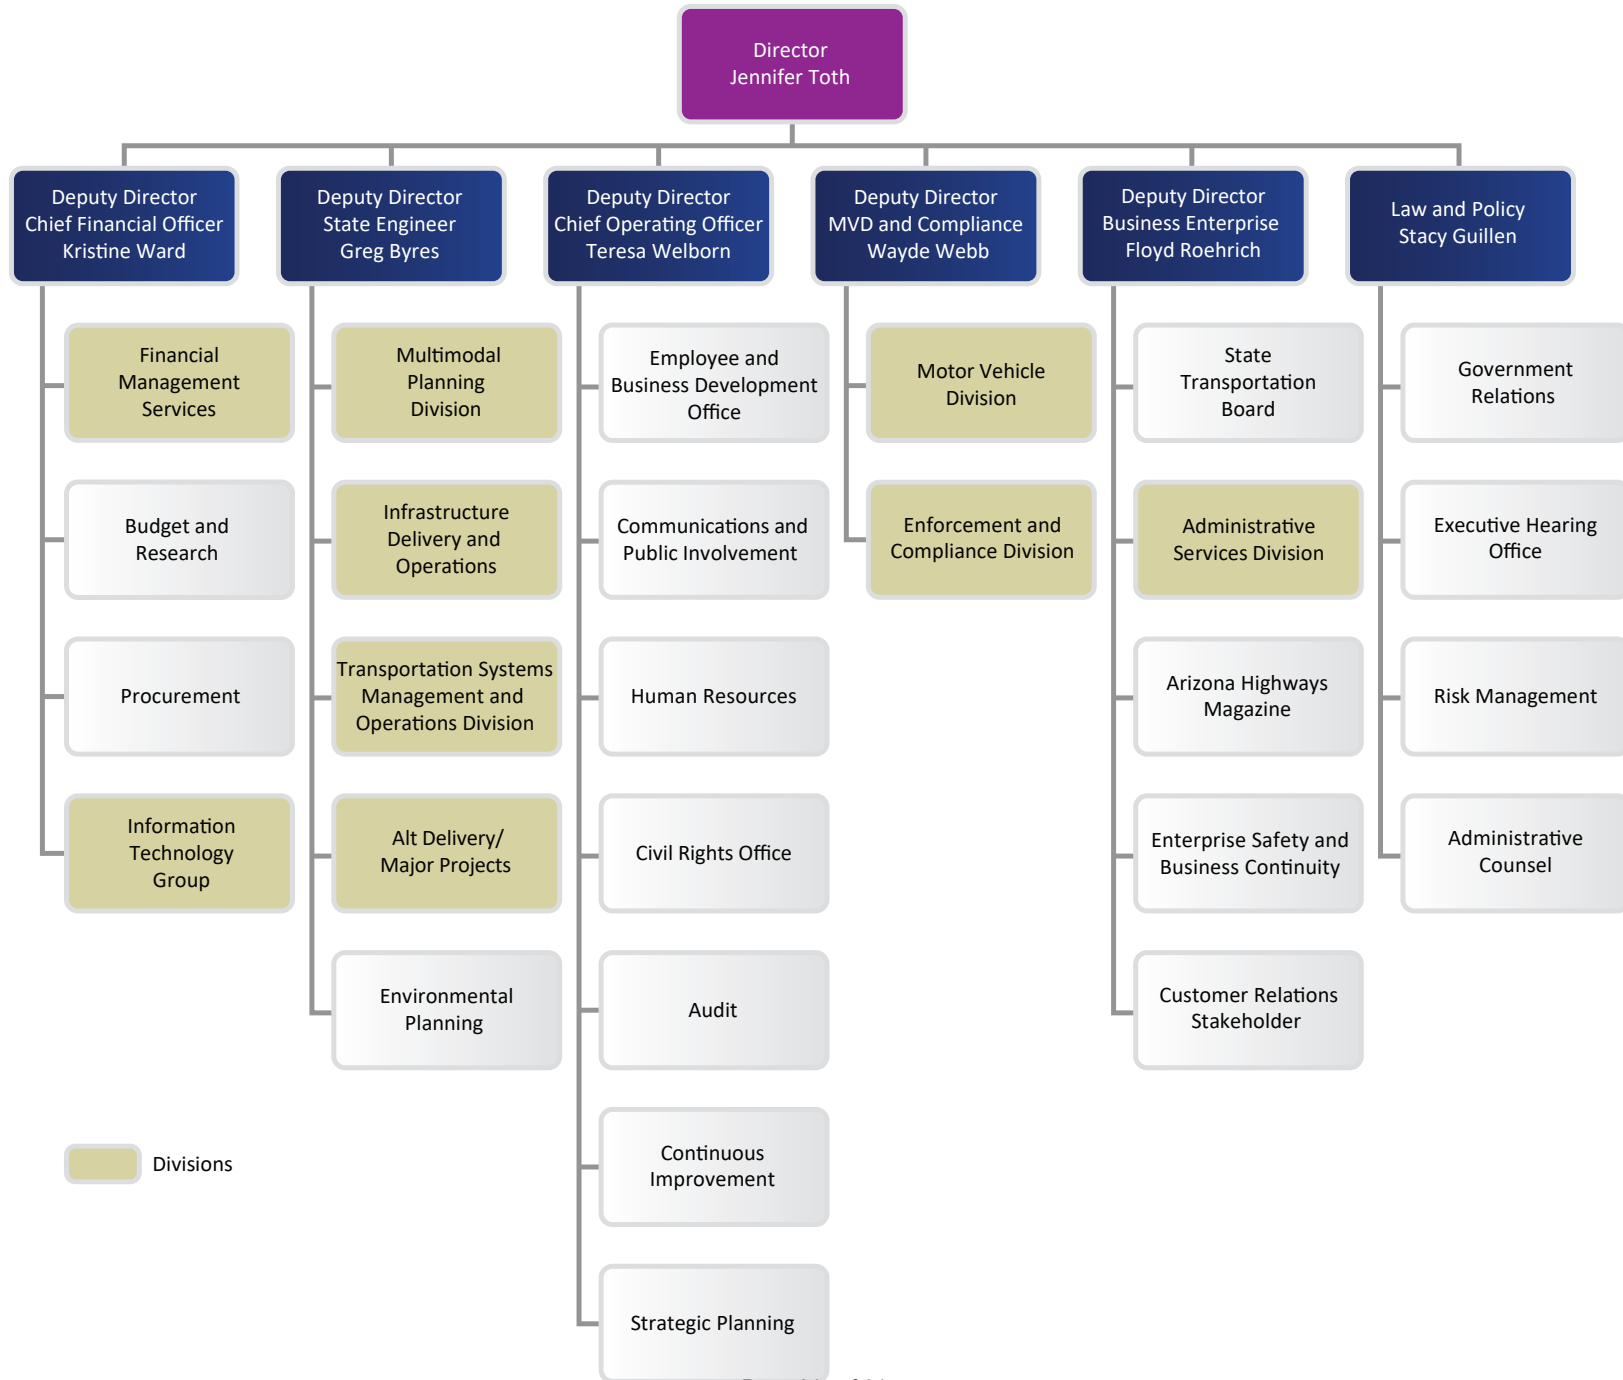 Director
Jennifer Toth
Deputy Director
Chief Financial Officer
Kristine Ward
Deputy Director
State Engineer
Greg Byres
Deputy Director
Chief Operating Officer
Teresa Welborn
Deputy Director
MVD and Compliance
Wayde Webb
Deputy Director
Business Enterprise
Floyd Roehrich
Law and Policy
Stacy Guillen
Financial
Management
Services
Budget and
Research
Procurement
Information
Technology
Group
Multimodal
Planning
Division
Infrastructure
Delivery and
Operations
Transportation Systems
Management and
Operations Division
Alt Delivery/
Major Projects
Environmental
Planning
Employee and
Business Development
Office
Communications and
Public Involvement
Human Resources
Civil Rights Office
Audit
Continuous
Improvement
Strategic Planning
Motor Vehicle
Division
Enforcement and
Compliance Division
State
Transportation
Board
Administrative
Services Division
Arizona Highways
Magazine
Enterprise Safety and
Business Continuity
Customer Relations
Stakeholder
Government
Relations
Executive Hearing
Office
Risk Management
Administrative
Counsel
Divisions